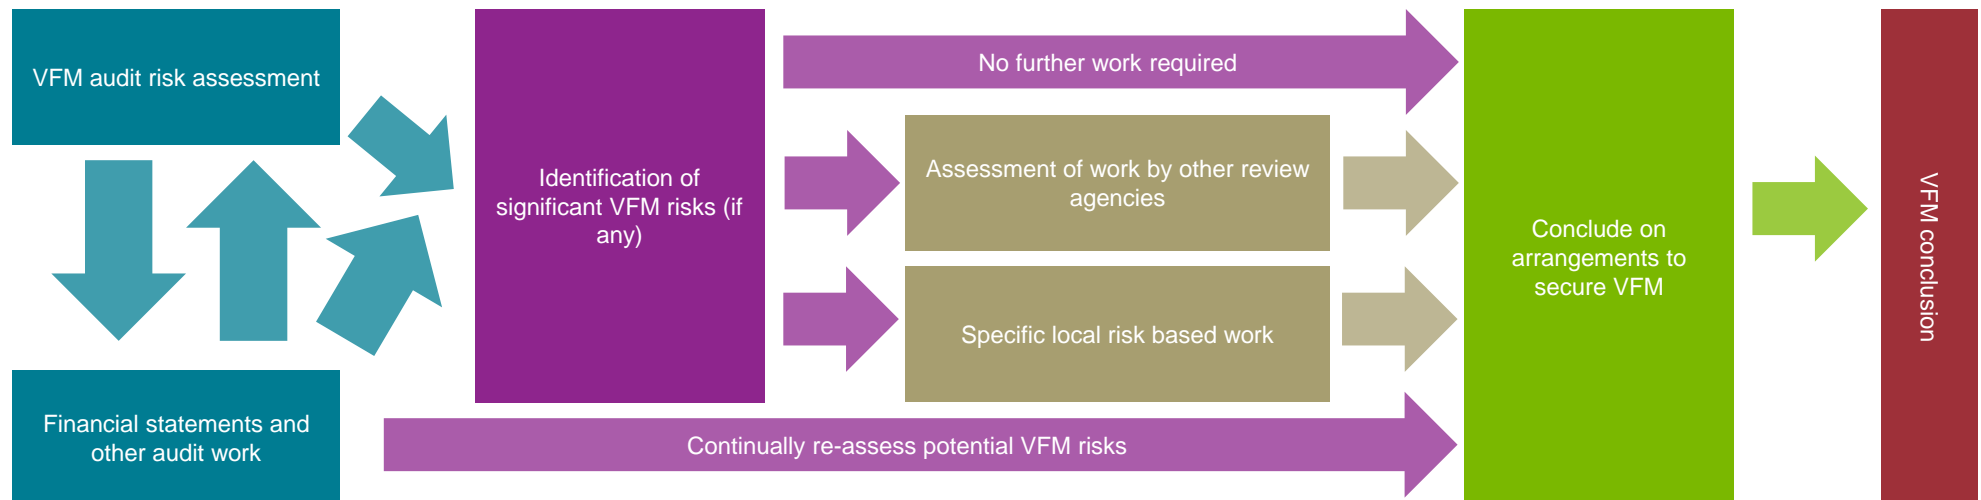 VFM audit risk assessment
Financial statements and
other audit work
Identification of
significant VFM risks (if
any)
No further work required
Assessment of work by other review
agencies
Specific local risk based work
Continually re-assess potential VFM risks
Conclude on
arrangements to
secure VFM
VFM conclusion